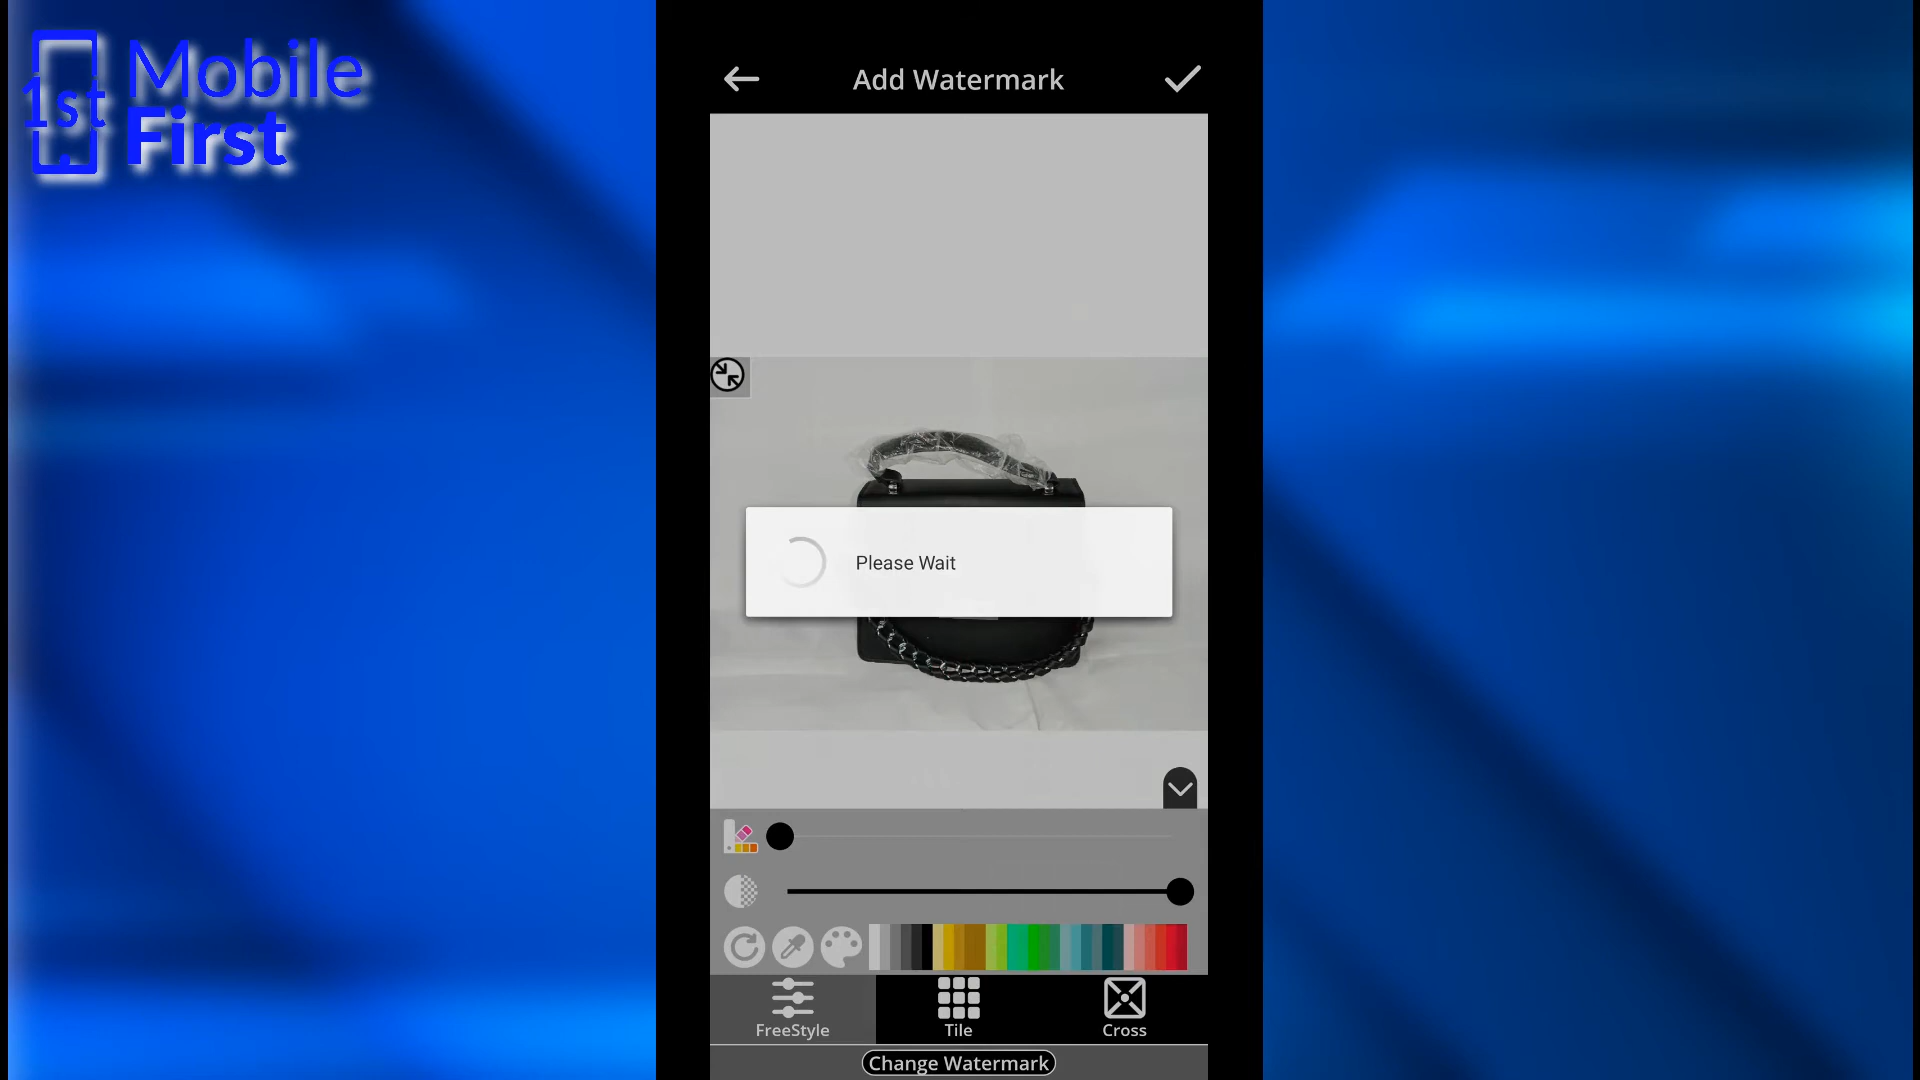 1st
Mobile
First
Add Watermark
Please Wait
FreeStyle
Tile
Cross
Change Watermark